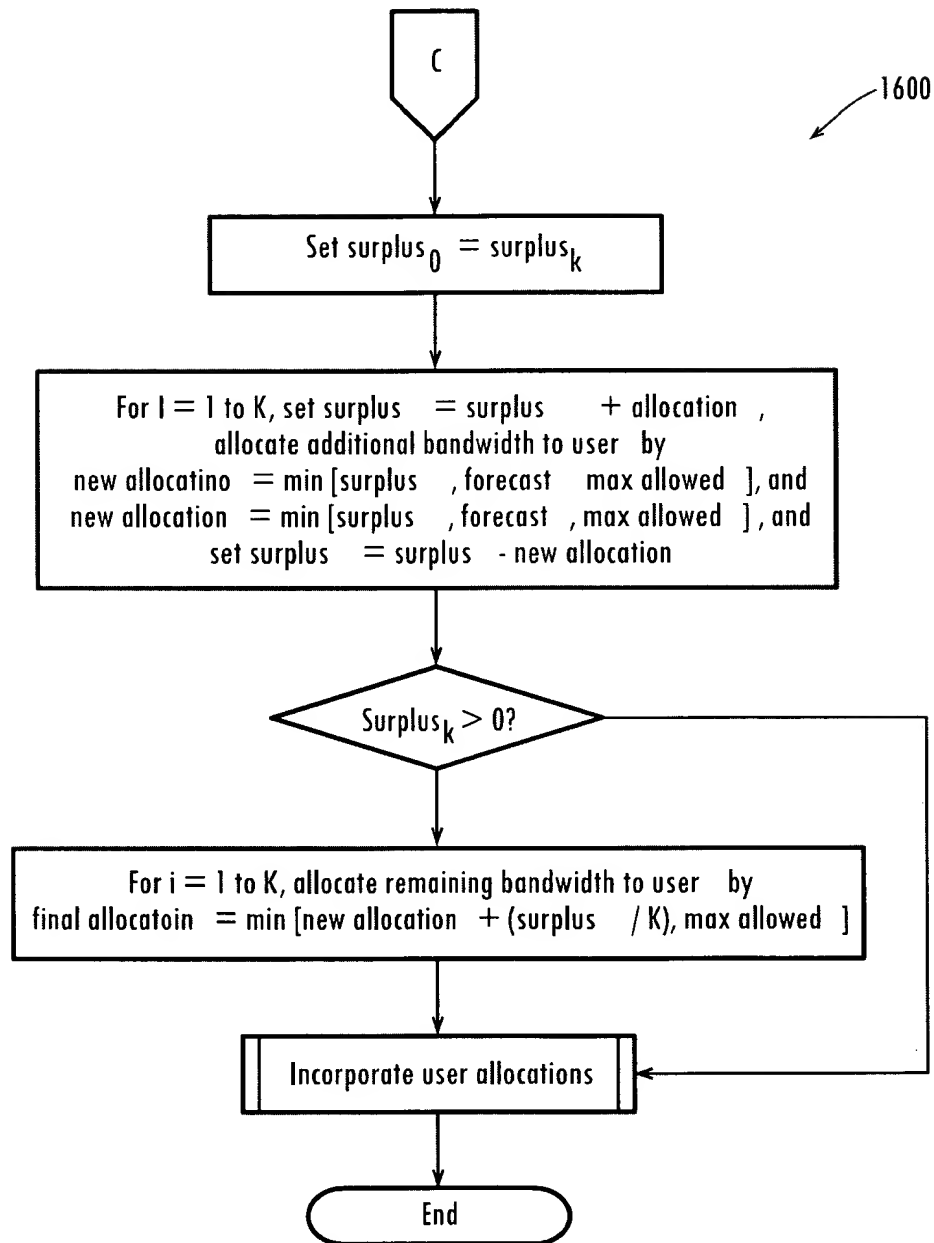 C
1600
Set surplus₀ = surplusₖ
For I = 1 to K, set surplus = surplus + allocation ,
allocate additional bandwidth to user by
new allocatino = min [surplus , forecast max allowed ], and
new allocation = min [surplus , forecast , max allowed ] , and
set surplus = surplus - new allocation
Surplusₖ > 0?
For i = 1 to K, allocate remaining bandwidth to user by
final allocatoin = min [new allocation + (surplus / K), max allowed ]
Incorporate user allocations
End